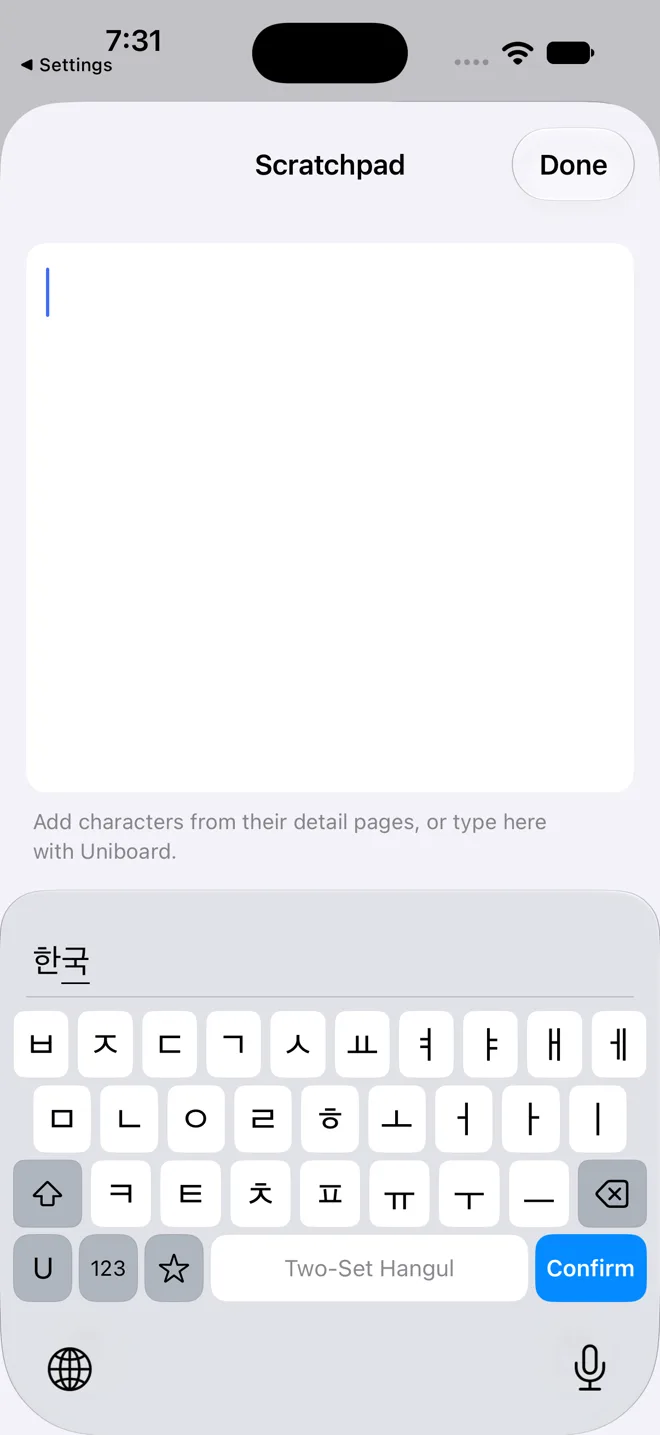 7:31
Settings
Scratchpad
Done
Add characters from their detail pages, or type here
with Uniboard.
한국
ㅂ ㅈ ㄷ ㄱ ㅅ ㅛ ㅕ ㅑ ㅐ ㅔ
ㅁ ㄴ ㅇ ㄹ ㅎ ㅗ ㅓ ㅏ ㅣ
ㅋ ㅌ ㅊ ㅍ ㅠ ㅜ ㅡ
U 123 Two-Set Hangul Confirm